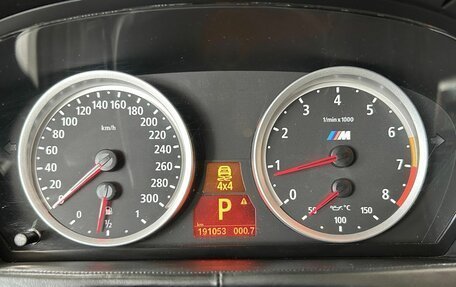 0 20 40 60 80 100 120 140 160 180 200 220 240 260 280 300
km/h
0 ½ 1
1 2 3 4 5 6 7 8
1/min x 1000
M
50 100 150
°C
4x4
P
km
191053 000.7